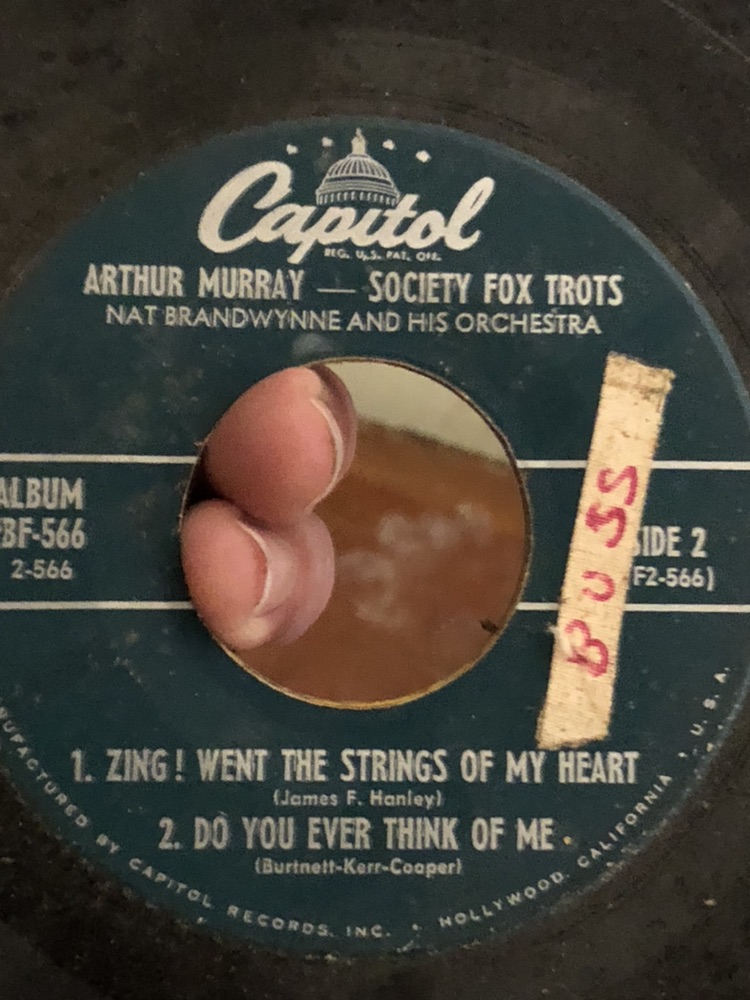 Capitol
REG. U.S. PAT. OFF.
ARTHUR MURRAY — SOCIETY FOX TROTS
NAT BRANDWYNNE AND HIS ORCHESTRA
ALBUM
BF-566
2-566
SIDE 2
F2-566)
BUSS
1. ZING! WENT THE STRINGS OF MY HEART
(James F. Hanley)
2. DO YOU EVER THINK OF ME
(Burtnett-Kerr-Cooper)
UFACTURED BY CAPITOL RECORDS, INC. • HOLLYWOOD, CALIFORNIA • U.S.A.